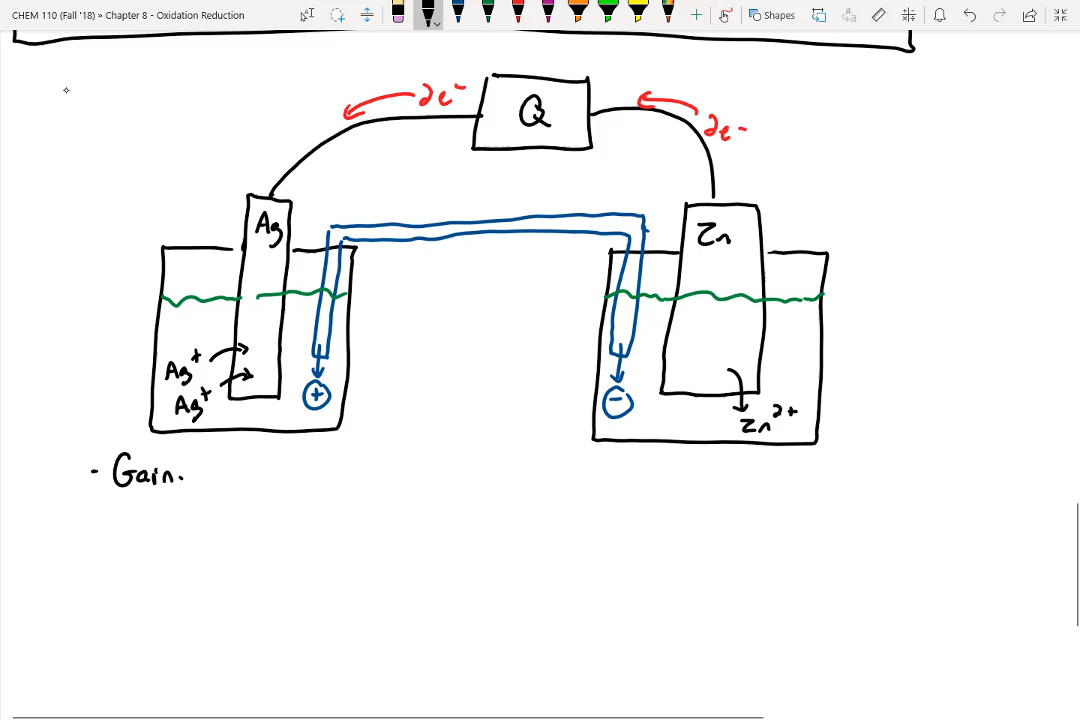 CHEM 110 (Fall '18) » Chapter 8 - Oxidation Reduction
Shapes
2e-
Q
2e-
Ag
Zn
Ag+
Ag+
+
-
Zn2+
- Gain.